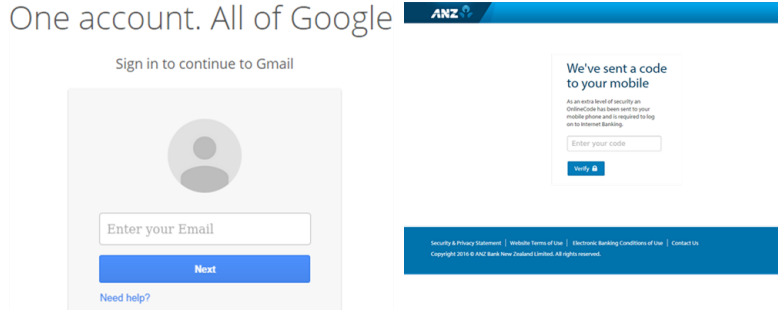 One account. All of Google
Sign in to continue to Gmail
Enter your Email
Next
Need help?
ANZ
We've sent a code
to your mobile
As an extra level of security an
OnlineCode has been sent to your
mobile phone and is required to log
on to Internet Banking.
Enter your code
Verify
Security & Privacy Statement | Website Terms of Use | Electronic Banking Conditions of Use | Contact Us
Copyright 2016 © ANZ Bank New Zealand Limited. All rights reserved.